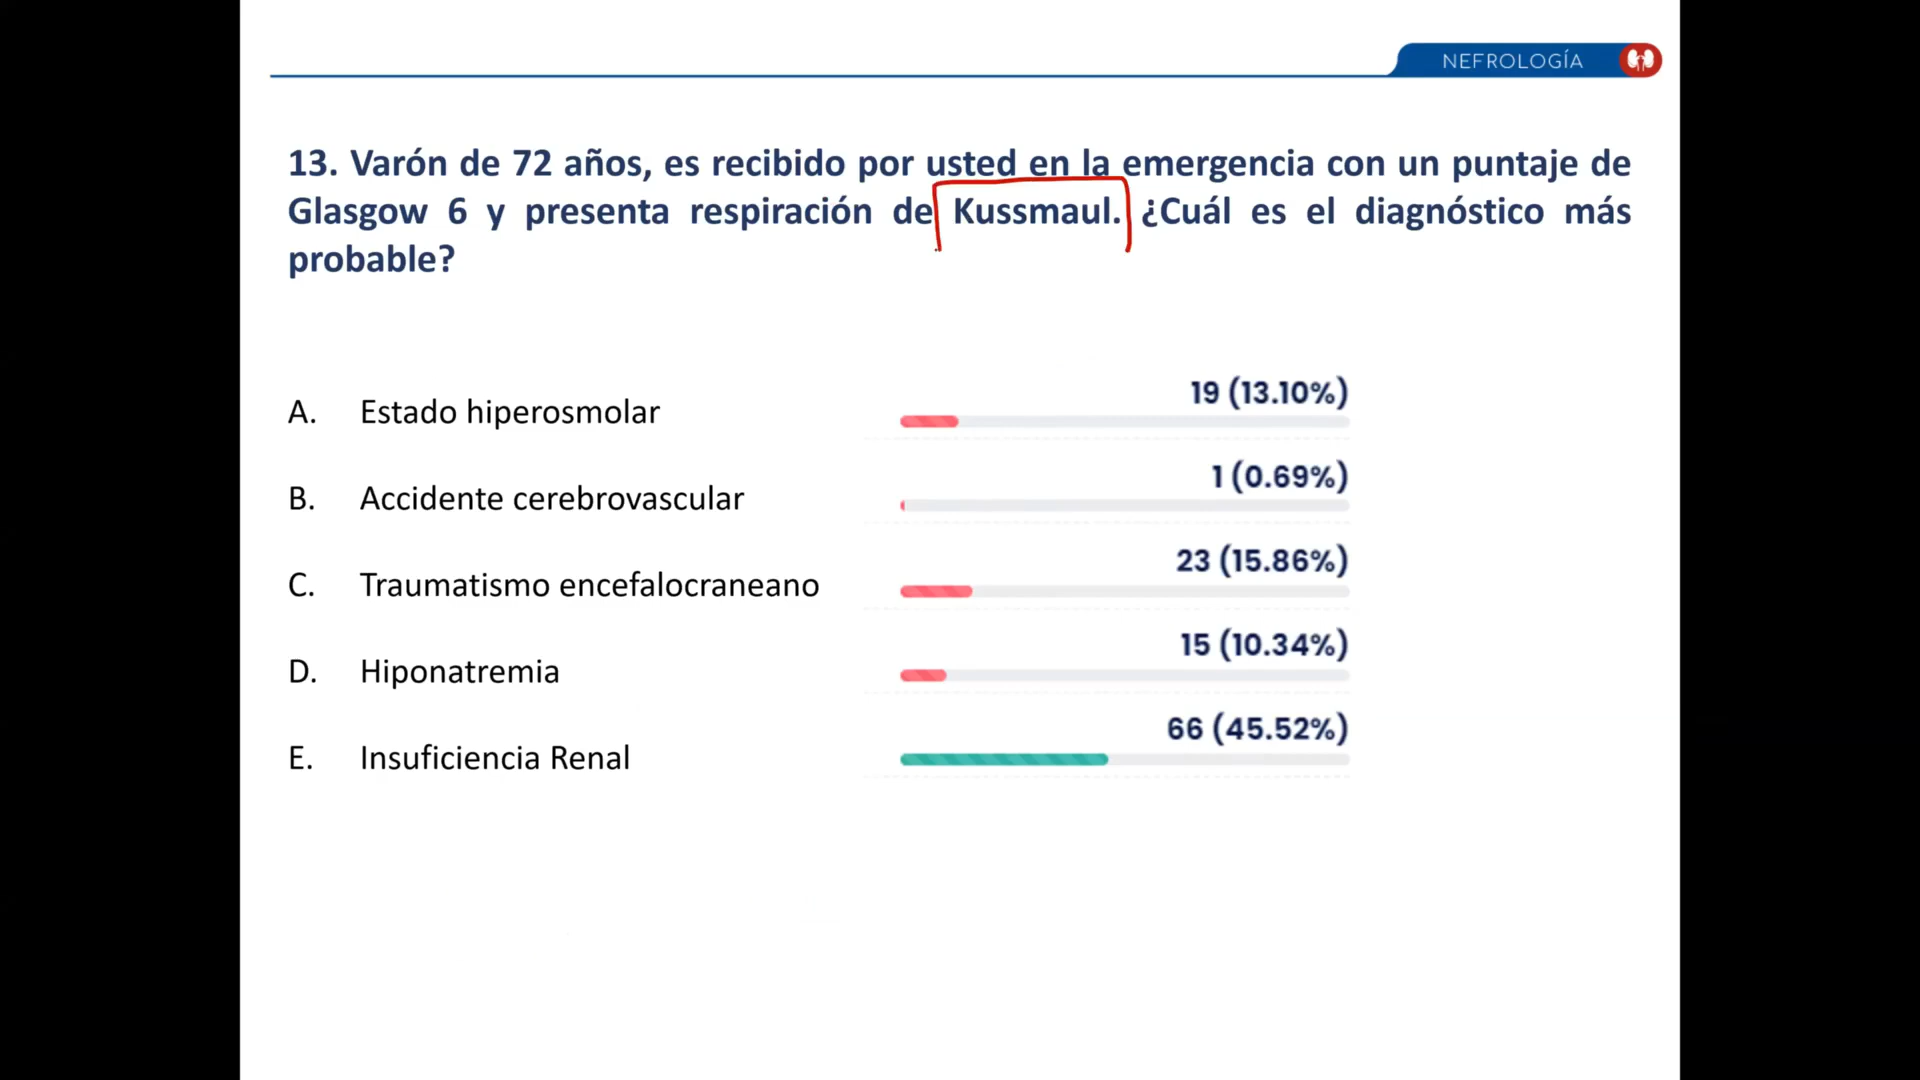 NEFROLOGÍA
13. Varón de 72 años, es recibido por usted en la emergencia con un puntaje de
Glasgow 6 y presenta respiración de Kussmaul. ¿Cuál es el diagnóstico más
probable?
A. Estado hiperosmolar
19 (13.10%)
B. Accidente cerebrovascular
1 (0.69%)
C. Traumatismo encefalocraneano
23 (15.86%)
D. Hiponatremia
15 (10.34%)
E. Insuficiencia Renal
66 (45.52%)